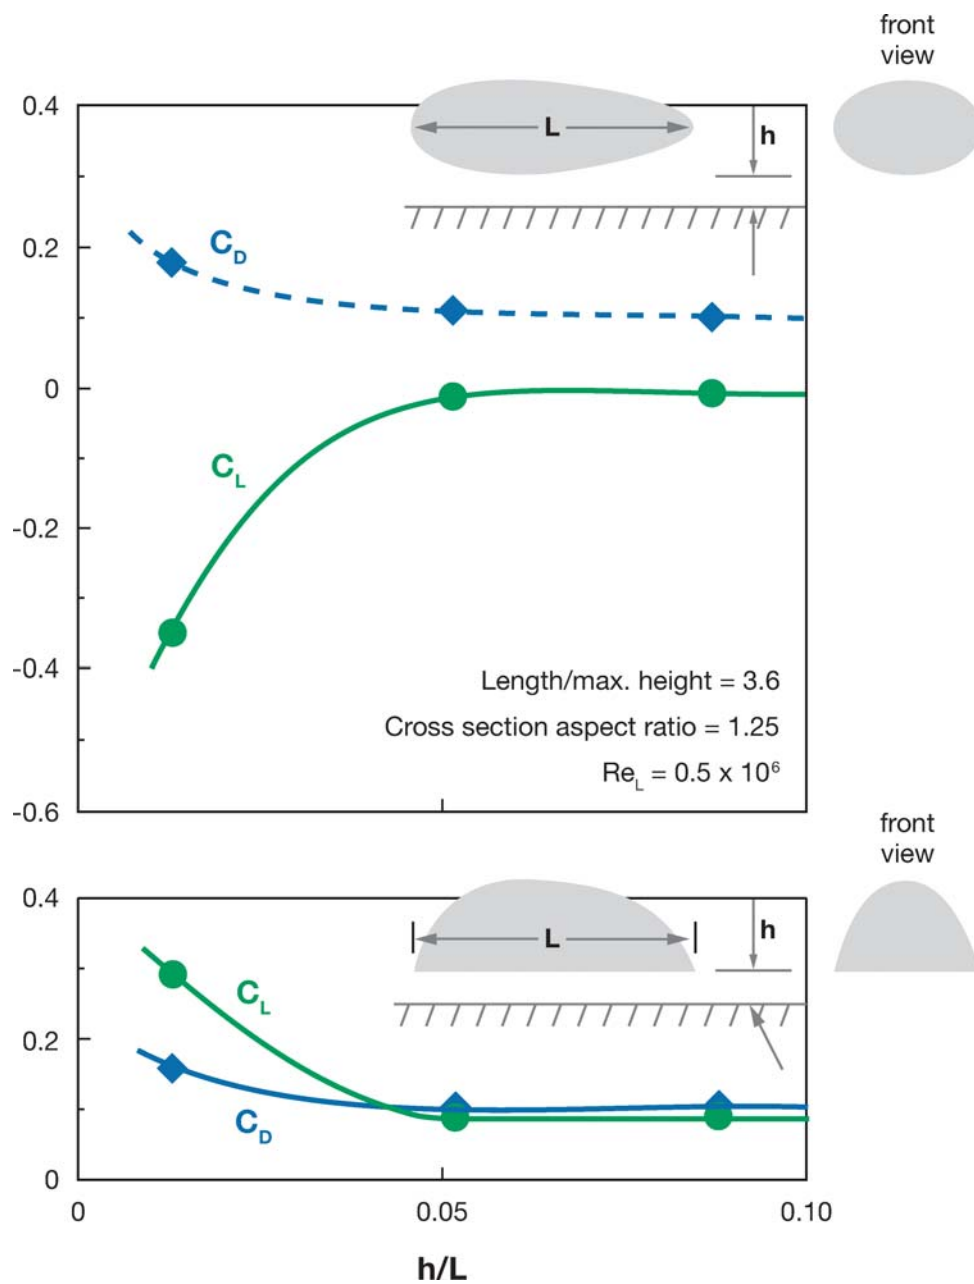 front
view
0.4
L
h
0.2
C_D
0
C_L
-0.2
-0.4
Length/max. height = 3.6
Cross section aspect ratio = 1.25
Re_L = 0.5 x 10⁶
-0.6
front
view
0.4
h
L
C_L
0.2
C_D
0
0 0.05 0.10
h/L